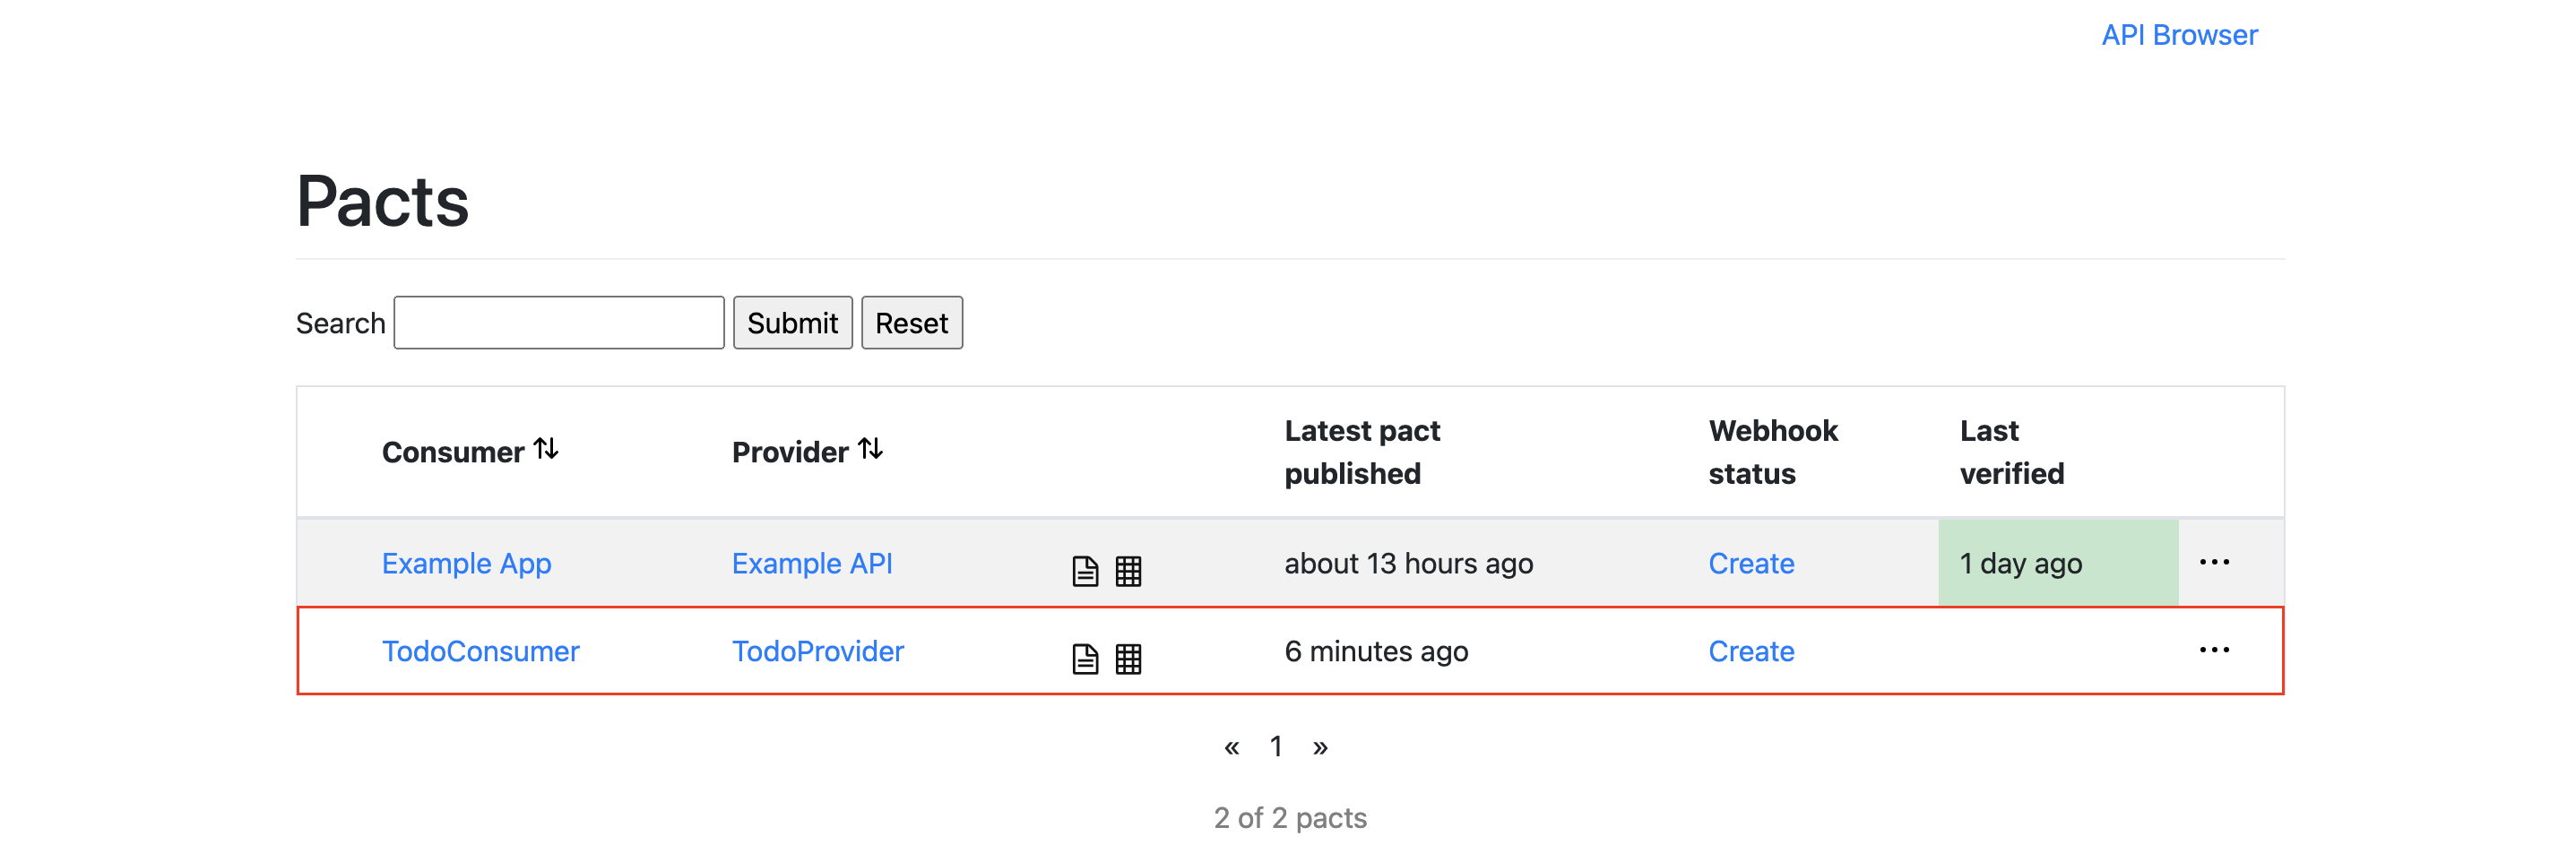 API Browser
Pacts
Search Submit Reset
Consumer Provider Latest pact published Webhook status Last verified
Example App Example API about 13 hours ago Create 1 day ago ...
TodoConsumer TodoProvider 6 minutes ago Create ...
« 1 »
2 of 2 pacts